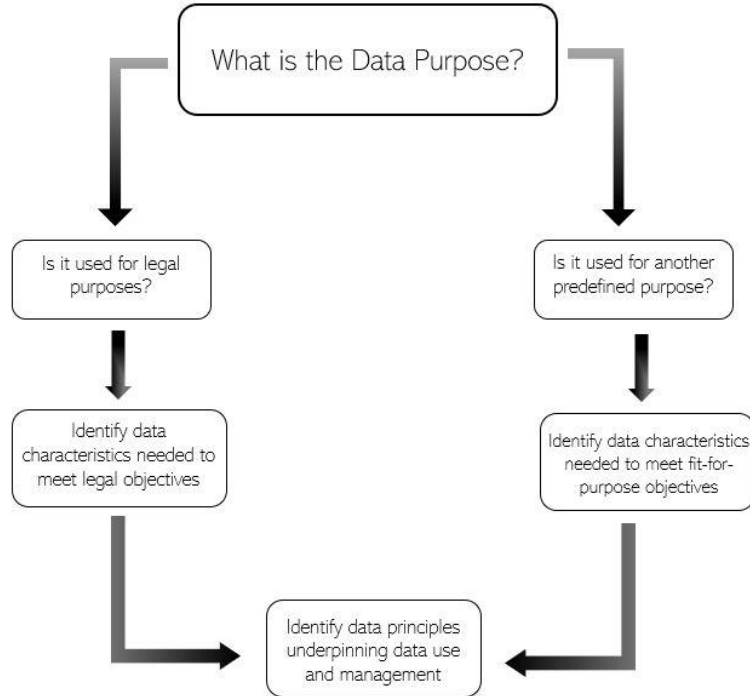 What is the Data Purpose?
Is it used for legal
purposes?
Is it used for another
predefined purpose?
Identify data
characteristics needed to
meet legal objectives
Identify data characteristics
needed to meet fit-for-
purpose objectives
Identify data principles
underpinning data use
and management